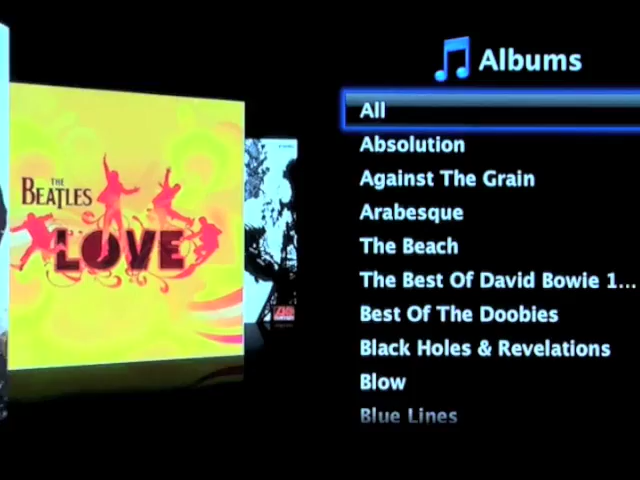 Albums
THE
BEATLES
LOVE
All
Absolution
Against The Grain
Arabesque
The Beach
The Best Of David Bowie 1...
Best Of The Doobies
Black Holes & Revelations
Blow
Blue Lines